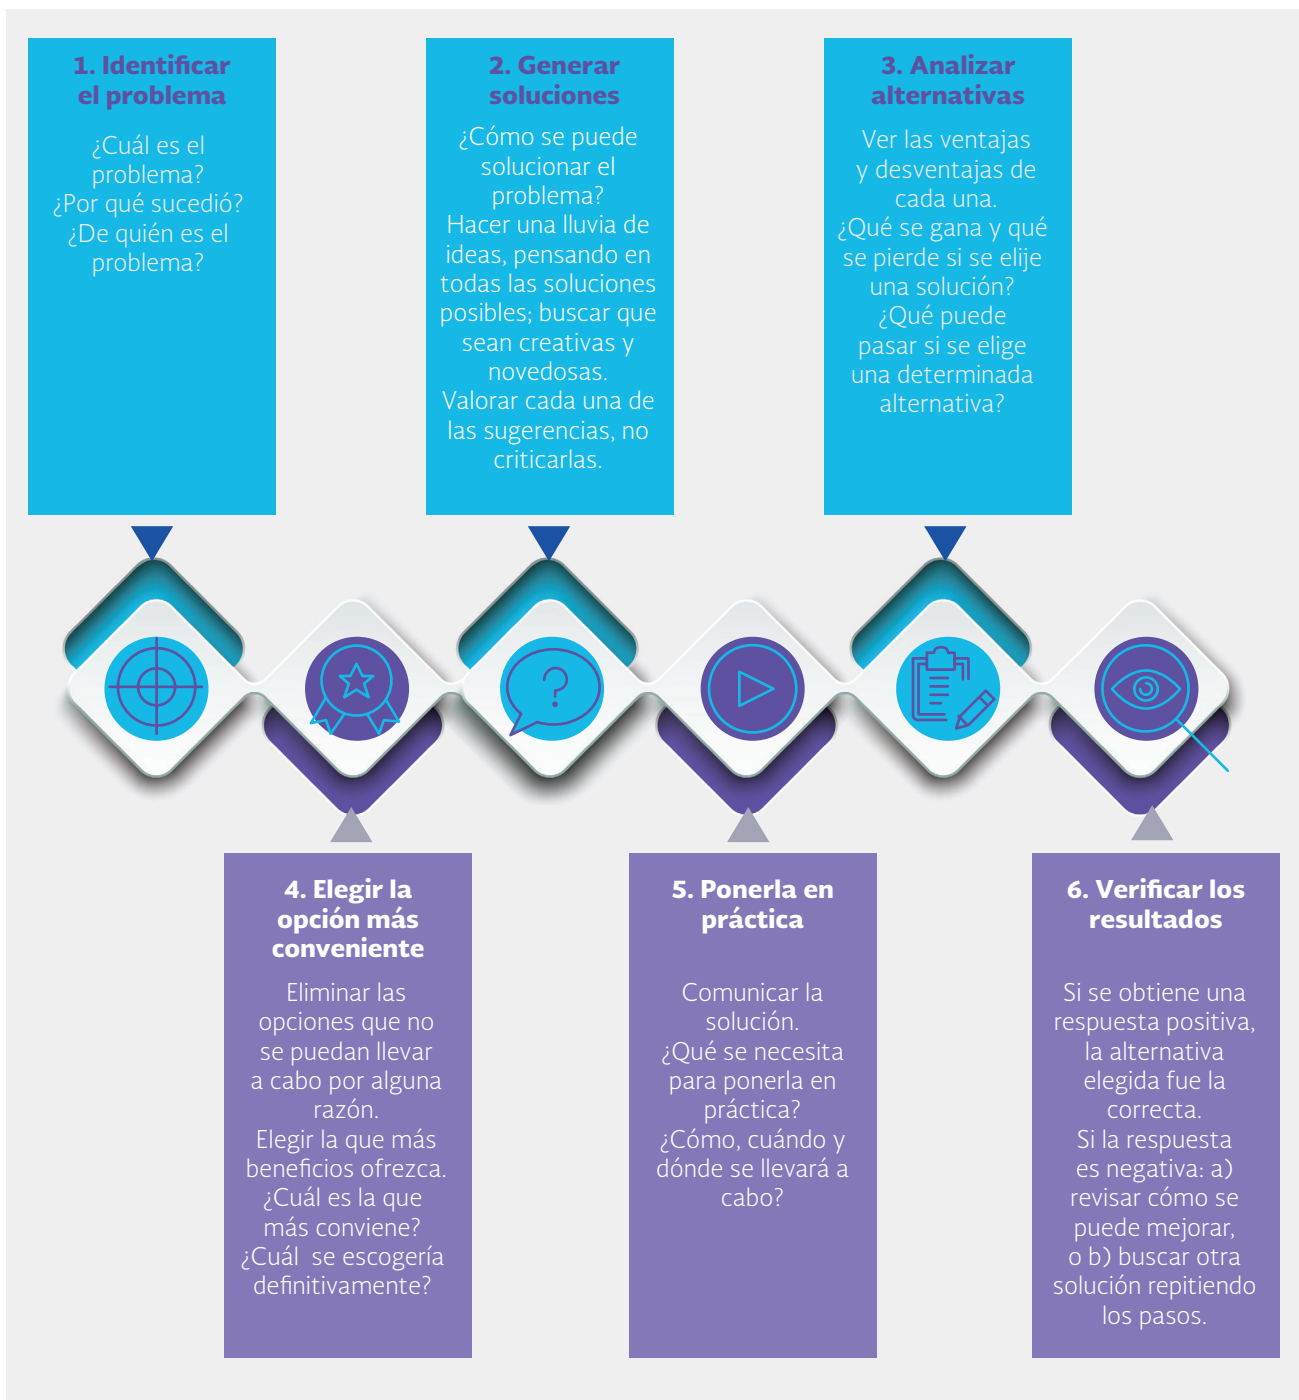 1. Identificar
el problema
¿Cuál es el
problema?
¿Por qué sucedió?
¿De quién es el
problema?
2. Generar
soluciones
¿Cómo se puede
solucionar el
problema?
Hacer una lluvia de
ideas, pensando en
todas las soluciones
posibles; buscar que
sean creativas y
novedosas.
Valorar cada una de
las sugerencias, no
criticarlas.
3. Analizar
alternativas
Ver las ventajas
y desventajas de
cada una.
¿Qué se gana y qué
se pierde si se elije
una solución?
¿Qué puede
pasar si se elige
una determinada
alternativa?
?
4. Elegir la
opción más
conveniente
Eliminar las
opciones que no
se puedan llevar
a cabo por alguna
razón.
Elegir la que más
beneficios ofrezca.
¿Cuál es la que
más conviene?
¿Cuál se escogería
definitivamente?
5. Ponerla en
práctica
Comunicar la
solución.
¿Qué se necesita
para ponerla en
práctica?
¿Cómo, cuándo y
dónde se llevará a
cabo?
6. Verificar los
resultados
Si se obtiene una
respuesta positiva,
la alternativa
elegida fue la
correcta.
Si la respuesta
es negativa: a)
revisar cómo se
puede mejorar,
o b) buscar otra
solución repitiendo
los pasos.